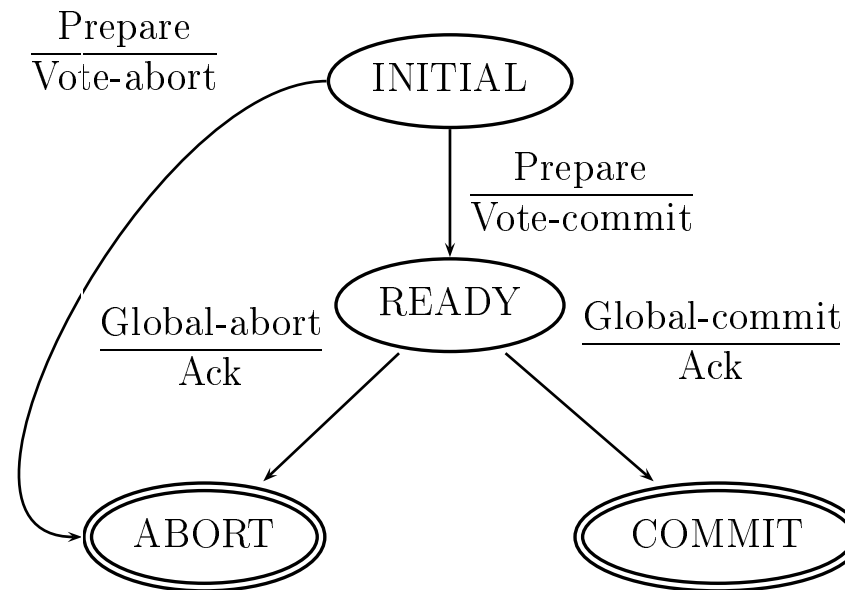 Prepare
Vote-abort
INITIAL
Prepare
Vote-commit
READY
Global-abort
Ack
Global-commit
Ack
ABORT
COMMIT